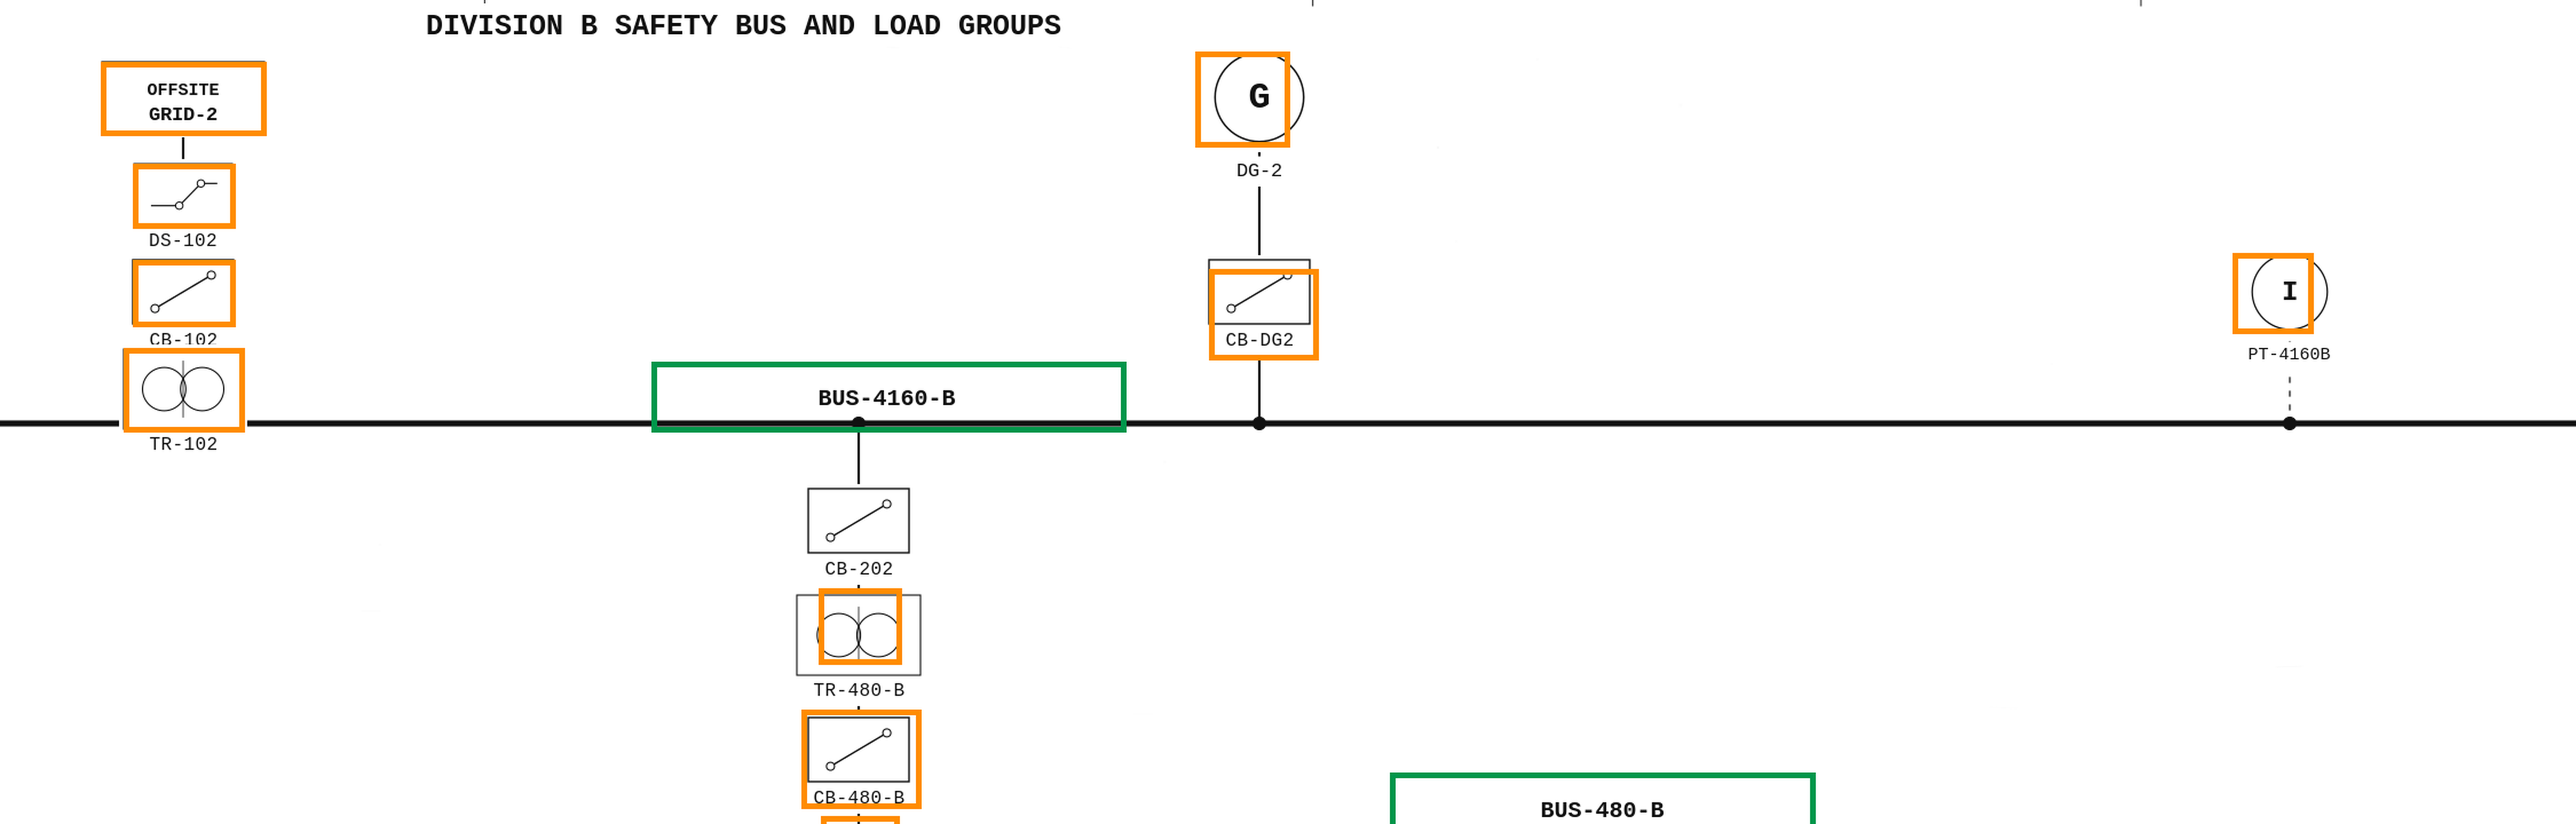 DIVISION B SAFETY BUS AND LOAD GROUPS
OFFSITE
GRID-2
G
DG-2
DS-102
CB-102
CB-DG2
I
PT-4160B
BUS-4160-B
TR-102
CB-202
TR-480-B
CB-480-B
BUS-480-B